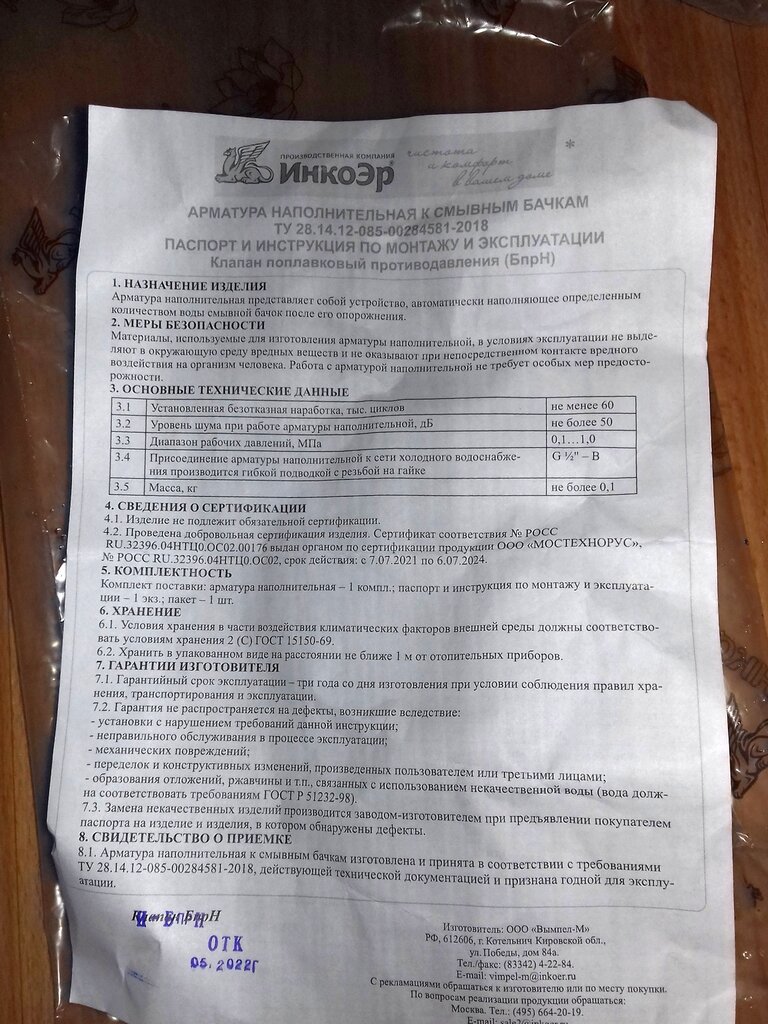 ПРОИЗВОДСТВЕННАЯ КОМПАНИЯ
ИнкоЭр
чистота
и комфорт
в вашем доме
*
АРМАТУРА НАПОЛНИТЕЛЬНАЯ К СМЫВНЫМ БАЧКАМ
ТУ 28.14.12-085-00284581-2018
ПАСПОРТ И ИНСТРУКЦИЯ ПО МОНТАЖУ И ЭКСПЛУАТАЦИИ
Клапан поплавковый противодавления (БпрН)
1. НАЗНАЧЕНИЕ ИЗДЕЛИЯ
Арматура наполнительная представляет собой устройство, автоматически наполняющее определенным
количеством воды смывной бачок после его опорожнения.
2. МЕРЫ БЕЗОПАСНОСТИ
Материалы, используемые для изготовления арматуры наполнительной, в условиях эксплуатации не выде-
ляют в окружающую среду вредных веществ и не оказывают при непосредственном контакте вредного
воздействия на организм человека. Работа с арматурой наполнительной не требует особых мер предосто-
рожности.
3. ОСНОВНЫЕ ТЕХНИЧЕСКИЕ ДАННЫЕ
3.1 Установленная безотказная наработка, тыс. циклов не менее 60
3.2 Уровень шума при работе арматуры наполнительной, дБ не более 50
3.3 Диапазон рабочих давлений, МПа 0,1…1,0
3.4 Присоединение арматуры наполнительной к сети холодного водоснабже- G ½" – B
ния производится гибкой подводкой с резьбой на гайке
3.5 Масса, кг не более 0,1
4. СВЕДЕНИЯ О СЕРТИФИКАЦИИ
4.1. Изделие не подлежит обязательной сертификации.
4.2. Проведена добровольная сертификация изделия. Сертификат соответствия № РОСС
RU.32396.04НТЦ0.ОС02.00176 выдан органом по сертификации продукции ООО «МОСТЕХНОРУС»,
№ РОСС RU.32396.04НТЦ0.ОС02, срок действия: с 7.07.2021 по 6.07.2024.
5. КОМПЛЕКТНОСТЬ
Комплект поставки: арматура наполнительная – 1 компл.; паспорт и инструкция по монтажу и эксплуата-
ции – 1 экз.; пакет – 1 шт.
6. ХРАНЕНИЕ
6.1. Условия хранения в части воздействия климатических факторов внешней среды должны соответство-
вать условиям хранения 2 (С) ГОСТ 15150-69.
6.2. Хранить в упакованном виде на расстоянии не ближе 1 м от отопительных приборов.
7. ГАРАНТИИ ИЗГОТОВИТЕЛЯ
7.1. Гарантийный срок эксплуатации – три года со дня изготовления при условии соблюдения правил хра-
нения, транспортирования и эксплуатации.
7.2. Гарантия не распространяется на дефекты, возникшие вследствие:
- установки с нарушением требований данной инструкции;
- неправильного обслуживания в процессе эксплуатации;
- механических повреждений;
- переделок и конструктивных изменений, произведенных пользователем или третьими лицами;
- образования отложений, ржавчины и т.п., связанных с использованием некачественной воды (вода долж-
на соответствовать требованиям ГОСТ Р 51232-98).
7.3. Замена некачественных изделий производится заводом-изготовителем при предъявлении покупателем
паспорта на изделие и изделия, в котором обнаружены дефекты.
8. СВИДЕТЕЛЬСТВО О ПРИЕМКЕ
8.1. Арматура наполнительная к смывным бачкам изготовлена и принята в соответствии с требованиями
ТУ 28.14.12-085-00284581-2018, действующей технической документацией и признана годной для эксплу-
атации.
Клапан БпрН
ОТК
05. 2022г
Изготовитель: ООО «Вымпел-М»
РФ, 612606, г. Котельнич Кировской обл.,
ул. Победы, дом 84а.
Тел./факс: (83342) 4-22-84.
E-mail: vimpel-m@inkoer.ru
С рекламациями обращаться к изготовителю или по месту покупки.
По вопросам реализации продукции обращаться:
Москва. Тел.: (495) 664-20-19.
E-mail: sale2@inkoer.ru